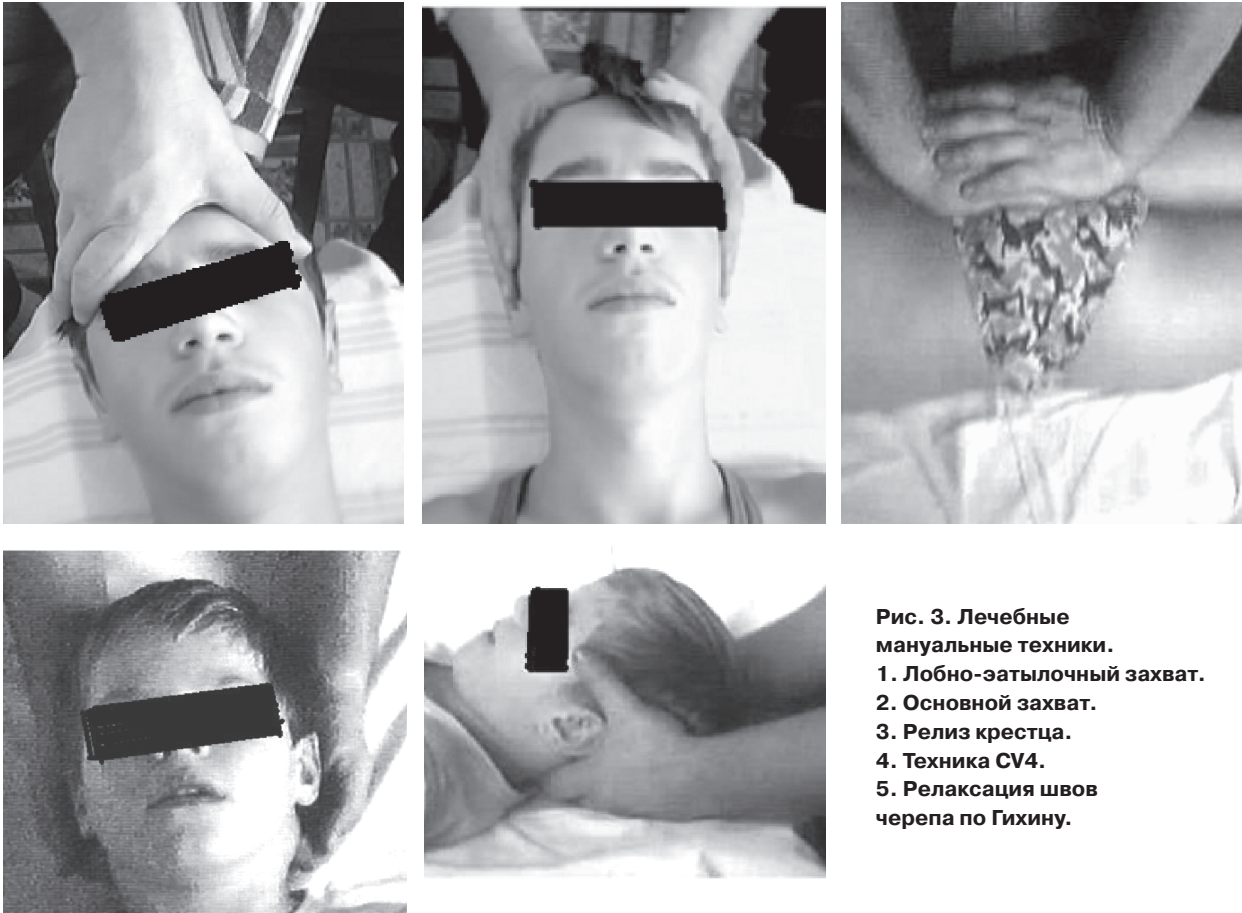 Рис. 3. Лечебные
мануальные техники.
1. Лобно-эатылочный захват.
2. Основной захват.
3. Релиз крестца.
4. Техника CV4.
5. Релаксация швов
черепа по Гихину.